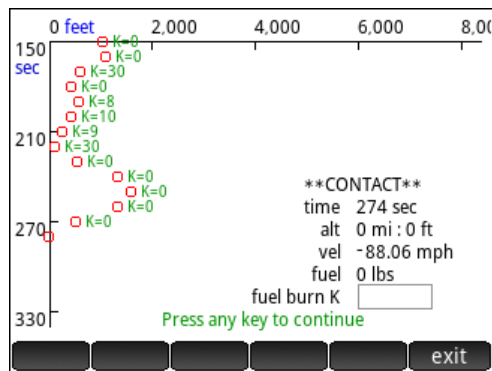 0 feet 2,000 4,000 6,000 8,00
150
sec
K=0
K=0
K=30
K=0
K=8
K=10
210
K=9
K=30
K=0
K=0
K=0
K=0
270
K=0
**CONTACT**
time 274 sec
alt 0 mi : 0 ft
vel -88.06 mph
fuel 0 lbs
fuel burn K
330
Press any key to continue
exit